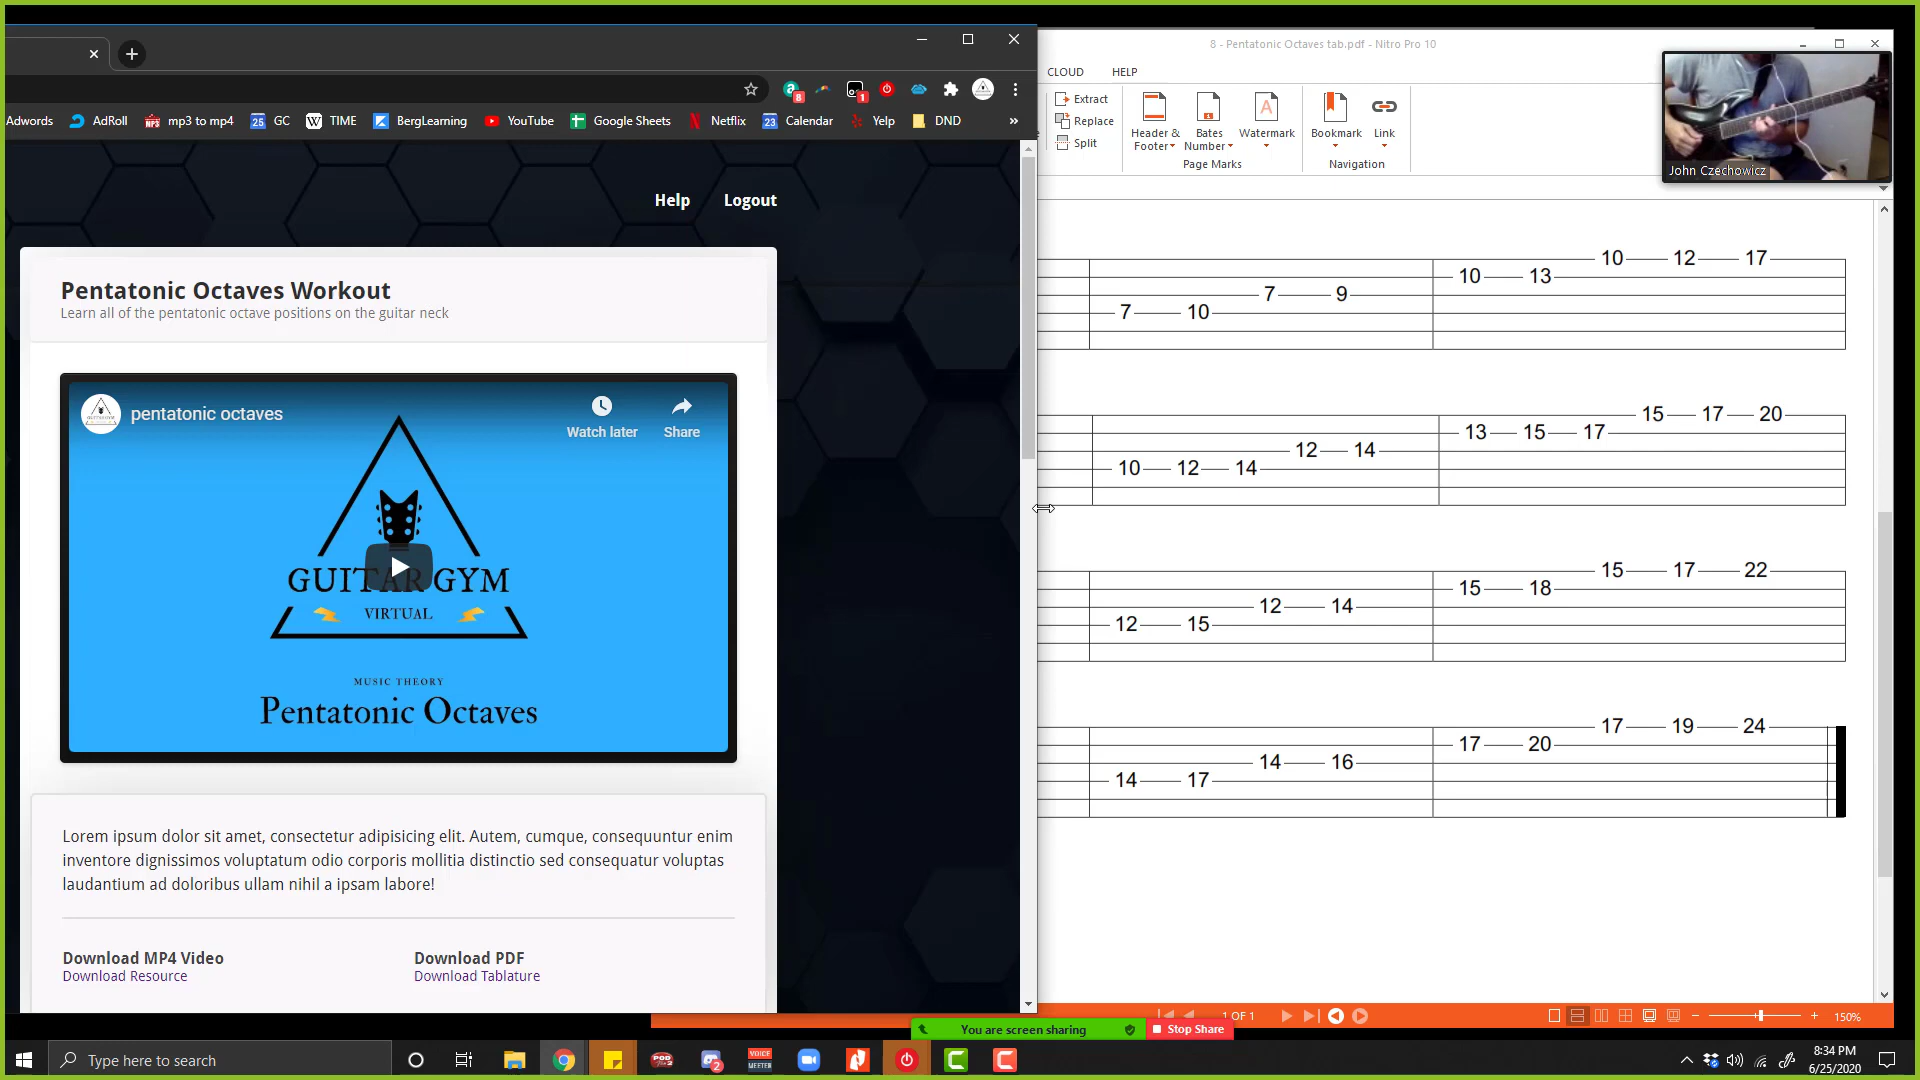 8 - Pentatonic Octaves tab.pdf - Nitro Pro 10
8
1
CLOUD HELP
Adwords AdRoll mp3 to mp4 25 GC W TIME BergLearning YouTube Google Sheets Netflix 23 Calendar Yelp DND »
Extract
Replace
Split
Header &
Footer
Bates
Number
Watermark
Page Marks
Bookmark
Link
Navigation
John Czechowicz
Help Logout
Pentatonic Octaves Workout
Learn all of the pentatonic octave positions on the guitar neck
pentatonic octaves
Watch later
Share
GUITAR GYM
VIRTUAL
MUSIC THEORY
Pentatonic Octaves
Lorem ipsum dolor sit amet, consectetur adipisicing elit. Autem, cumque, consequuntur enim
inventore dignissimos voluptatum odio corporis mollitia distinctio sed consequatur voluptas
laudantium ad doloribus ullam nihil a ipsam labore!
Download MP4 Video
Download Resource
Download PDF
Download Tablature
10 12 17
10 13
7 9
7 10
15 17 20
13 15 17
12 14
10 12 14
15 17 22
15 18
12 14
12 15
17 19 24
17 20
14 16
14 17
1 OF 1
150%
You are screen sharing
Stop Share
Type here to search
POD
2
VOICE
MEETER
8:34 PM
6/25/2020